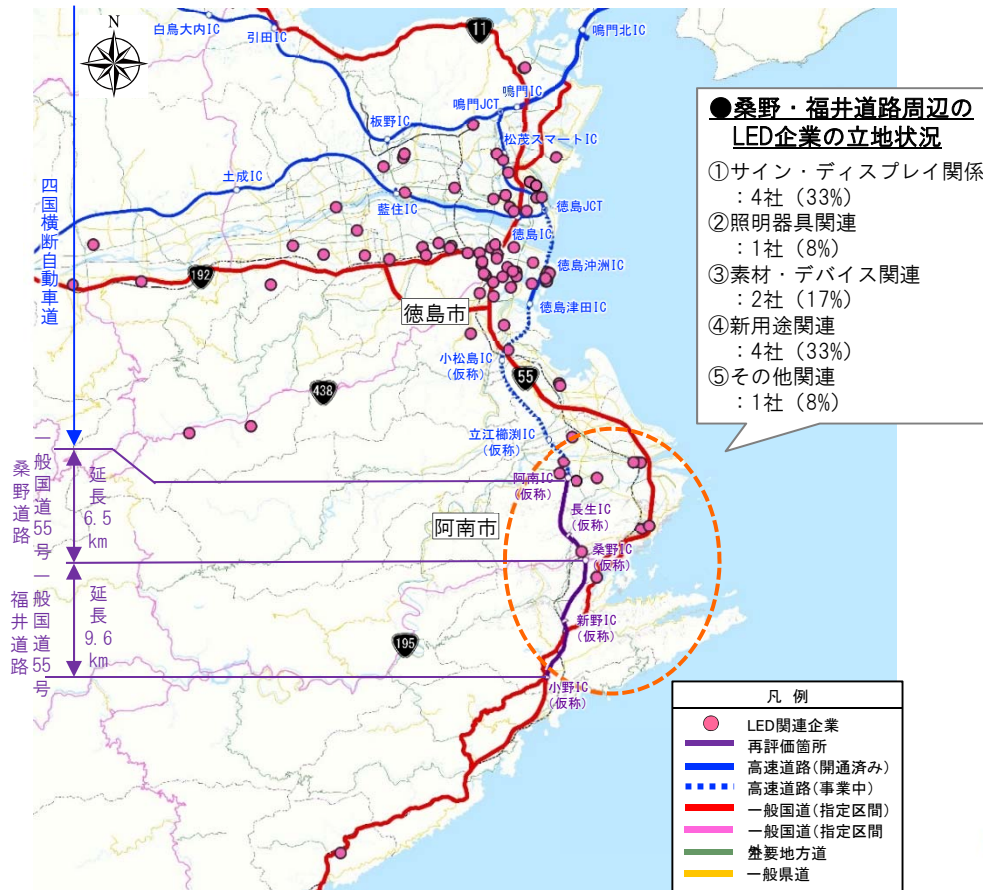 N
白鳥大内IC
引田IC
11
鳴門北IC
鳴門IC
鳴門JCT
板野IC
松茂スマートIC
土成IC
藍住IC
徳島JCT
徳島IC
192
徳島沖洲IC
徳島津田IC
徳島市
小松島IC
(仮称)
55
438
立江櫛渕IC
(仮称)
阿南IC
(仮称)
長生IC
(仮称)
阿南市
桑野IC
(仮称)
新野IC
(仮称)
195
小野IC
(仮称)
四国横断自動車道
一般国道55号
桑野道路
延長
6.5
km
一般国道55号
福井道路
延長
9.6
km
●桑野・福井道路周辺の
LED企業の立地状況
①サイン・ディスプレイ関係
：4社（33%）
②照明器具関連
：1社（8%）
③素材・デバイス関連
：2社（17%）
④新用途関連
：4社（33%）
⑤その他関連
：1社（8%）
凡 例
LED関連企業
再評価箇所
高速道路(開通済み)
高速道路(事業中)
一般国道(指定区間)
一般国道(指定区間
要地方道
一般県道